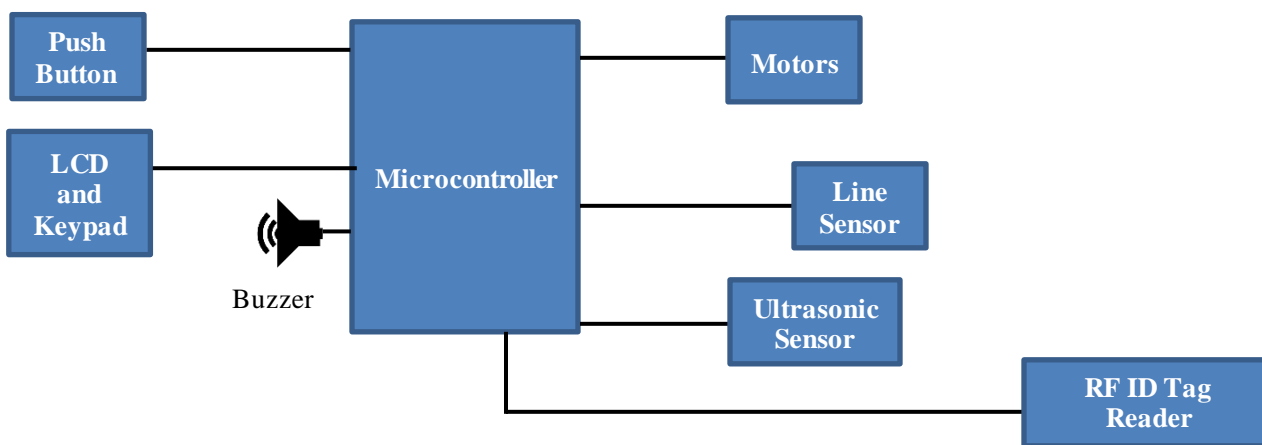 Push
Button
LCD
and
Keypad
Buzzer
Microcontroller
Motors
Line
Sensor
Ultrasonic
Sensor
RF ID Tag
Reader